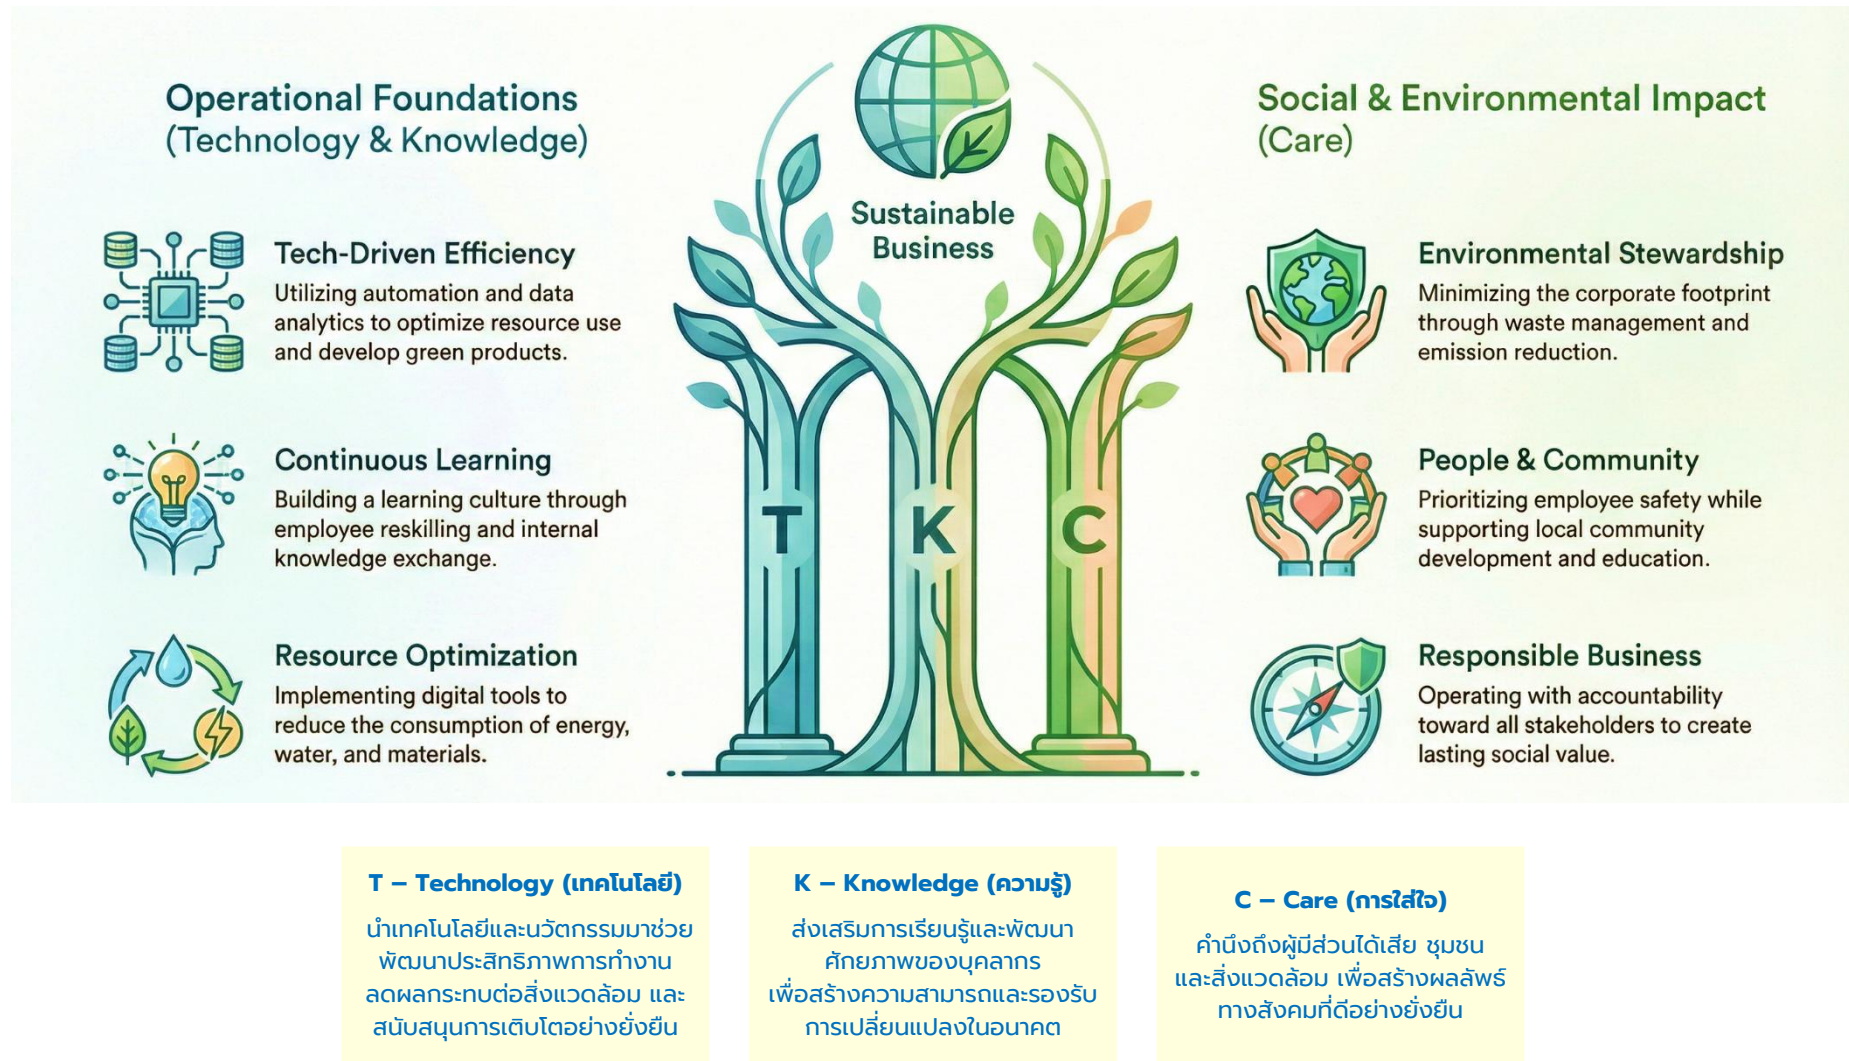 Operational Foundations
(Technology & Knowledge)
Tech-Driven Efficiency
Utilizing automation and data
analytics to optimize resource use
and develop green products.
Continuous Learning
Building a learning culture through
employee reskilling and internal
knowledge exchange.
Resource Optimization
Implementing digital tools to
reduce the consumption of energy,
water, and materials.
Sustainable
Business
T K C
Social & Environmental Impact
(Care)
Environmental Stewardship
Minimizing the corporate footprint
through waste management and
emission reduction.
People & Community
Prioritizing employee safety while
supporting local community
development and education.
Responsible Business
Operating with accountability
toward all stakeholders to create
lasting social value.
T – Technology (เทคโนโลยี)
นำเทคโนโลยีและนวัตกรรมมาช่วย
พัฒนาประสิทธิภาพการทำงาน
ลดผลกระทบต่อสิ่งแวดล้อม และ
สนับสนุนการเติบโตอย่างยั่งยืน
K – Knowledge (ความรู้)
ส่งเสริมการเรียนรู้และพัฒนา
ศักยภาพของบุคลากร
เพื่อสร้างความสามารถและรองรับ
การเปลี่ยนแปลงในอนาคต
C – Care (การใส่ใจ)
คำนึงถึงผู้มีส่วนได้เสีย ชุมชน
และสิ่งแวดล้อม เพื่อสร้างผลลัพธ์
ทางสังคมที่ดีอย่างยั่งยืน